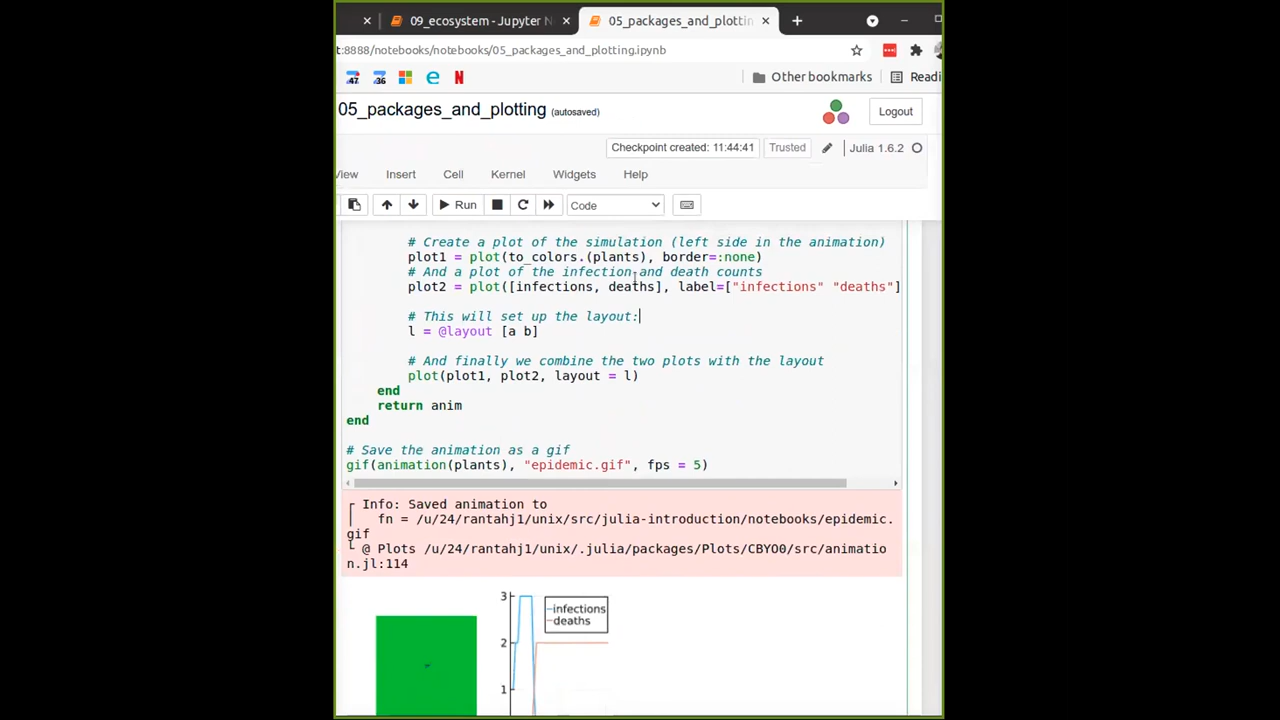 09_ecosystem - Jupyter N
05_packages_and_plottin
t:8888/notebooks/notebooks/05_packages_and_plotting.ipynb
47
36
Other bookmarks
Readi
05_packages_and_plotting (autosaved)
Logout
Checkpoint created: 11:44:41
Trusted
Julia 1.6.2
View
Insert
Cell
Kernel
Widgets
Help
Run
Code
# Create a plot of the simulation (left side in the animation)
plot1 = plot(to_colors.(plants), border=:none)
# And a plot of the infection and death counts
plot2 = plot([infections, deaths], label=["infections" "deaths"]
# This will set up the layout:
l = @layout [a b]
# And finally we combine the two plots with the layout
plot(plot1, plot2, layout = l)
end
return anim
end
# Save the animation as a gif
gif(animation(plants), "epidemic.gif", fps = 5)
┌ Info: Saved animation to
│ fn = /u/24/rantahj1/unix/src/julia-introduction/notebooks/epidemic.
gif
└ @ Plots /u/24/rantahj1/unix/.julia/packages/Plots/CBYO0/src/animatio
n.jl:114
3
infections
deaths
2
1